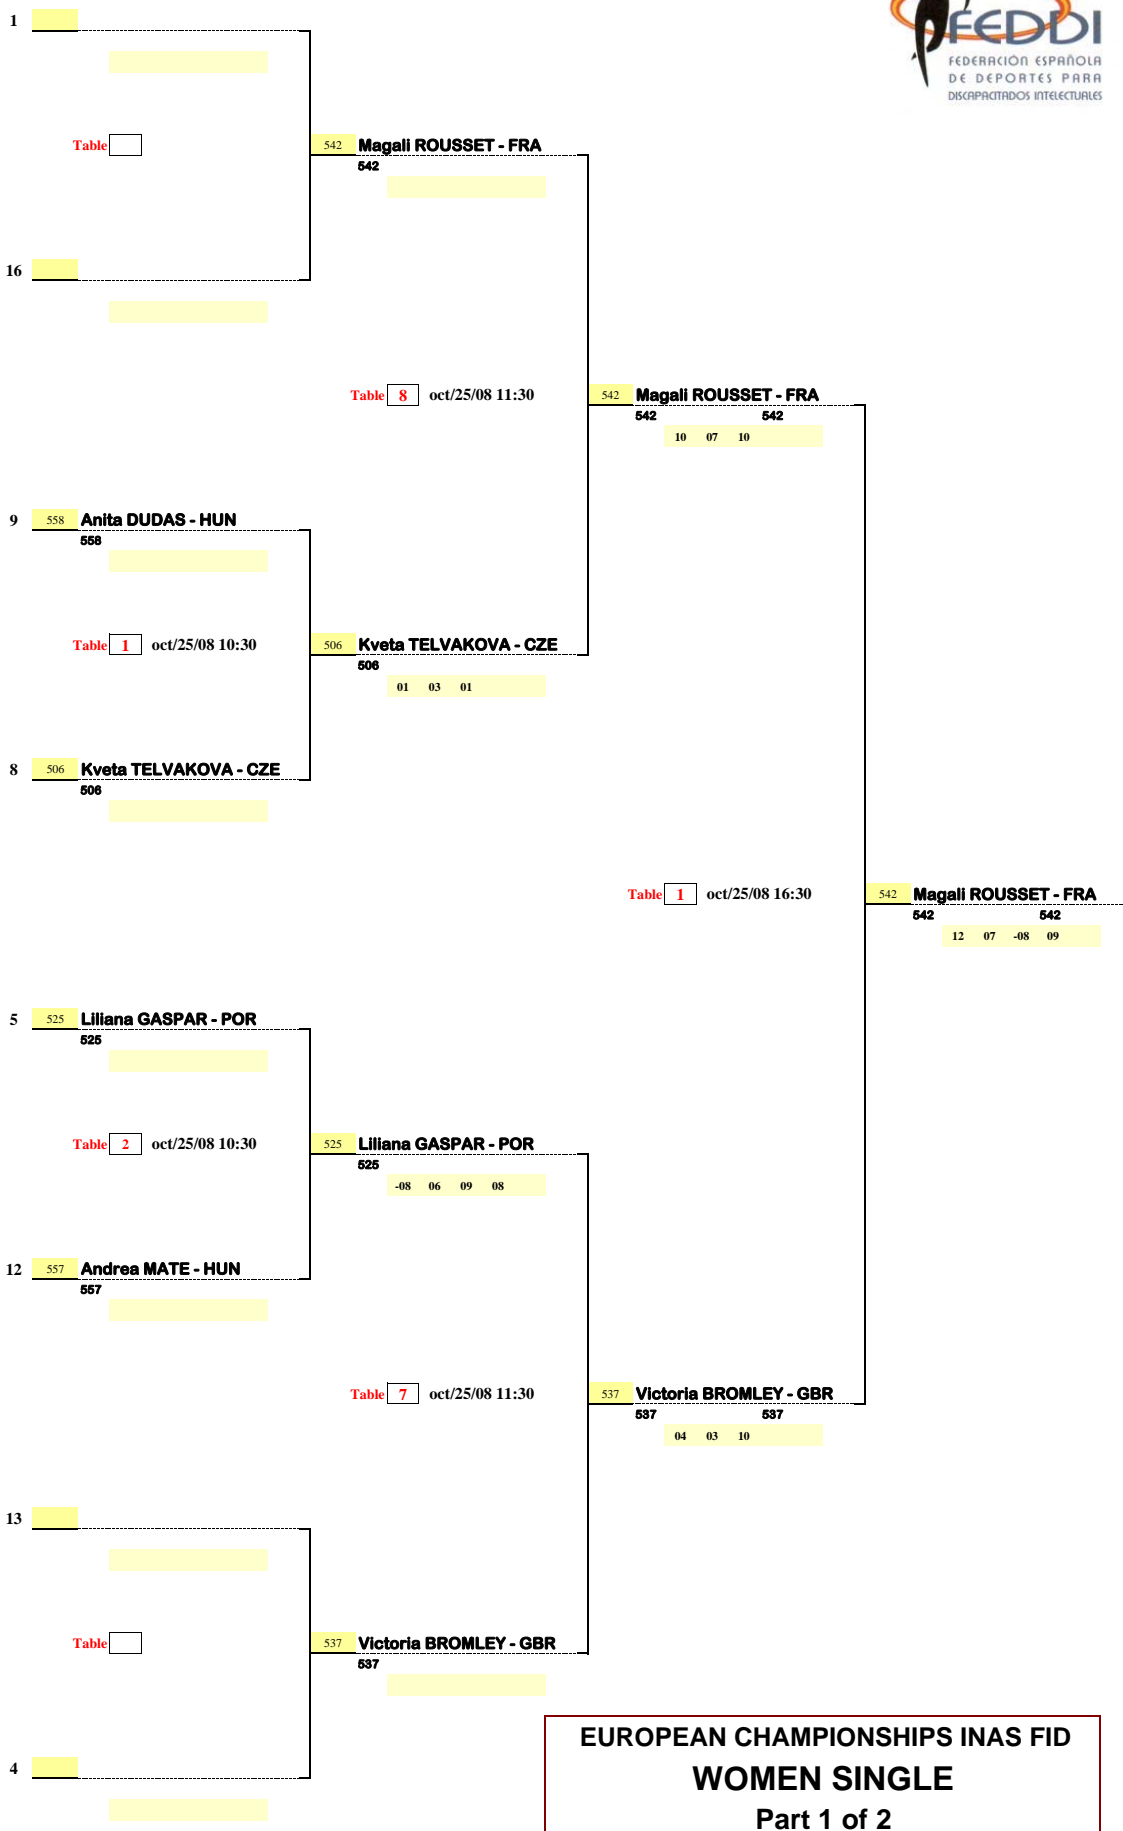 1
FEDDI
FEDERACIÓN ESPAÑOLA
DE DEPORTES PARA
DISCAPACITADOS INTELECTUALES
Table
542 Magali ROUSSET - FRA
542
16
Table 8 oct/25/08 11:30
542 Magali ROUSSET - FRA
542 542
10 07 10
9 558 Anita DUDAS - HUN
558
Table 1 oct/25/08 10:30
506 Kveta TELVAKOVA - CZE
506
01 03 01
8 506 Kveta TELVAKOVA - CZE
506
Table 1 oct/25/08 16:30
542 Magali ROUSSET - FRA
542 542
12 07 -08 09
5 525 Liliana GASPAR - POR
525
Table 2 oct/25/08 10:30
525 Liliana GASPAR - POR
525
-08 06 09 08
12 557 Andrea MATE - HUN
557
Table 7 oct/25/08 11:30
537 Victoria BROMLEY - GBR
537 537
04 03 10
13
Table
537 Victoria BROMLEY - GBR
537
4
EUROPEAN CHAMPIONSHIPS INAS FID
WOMEN SINGLE
Part 1 of 2